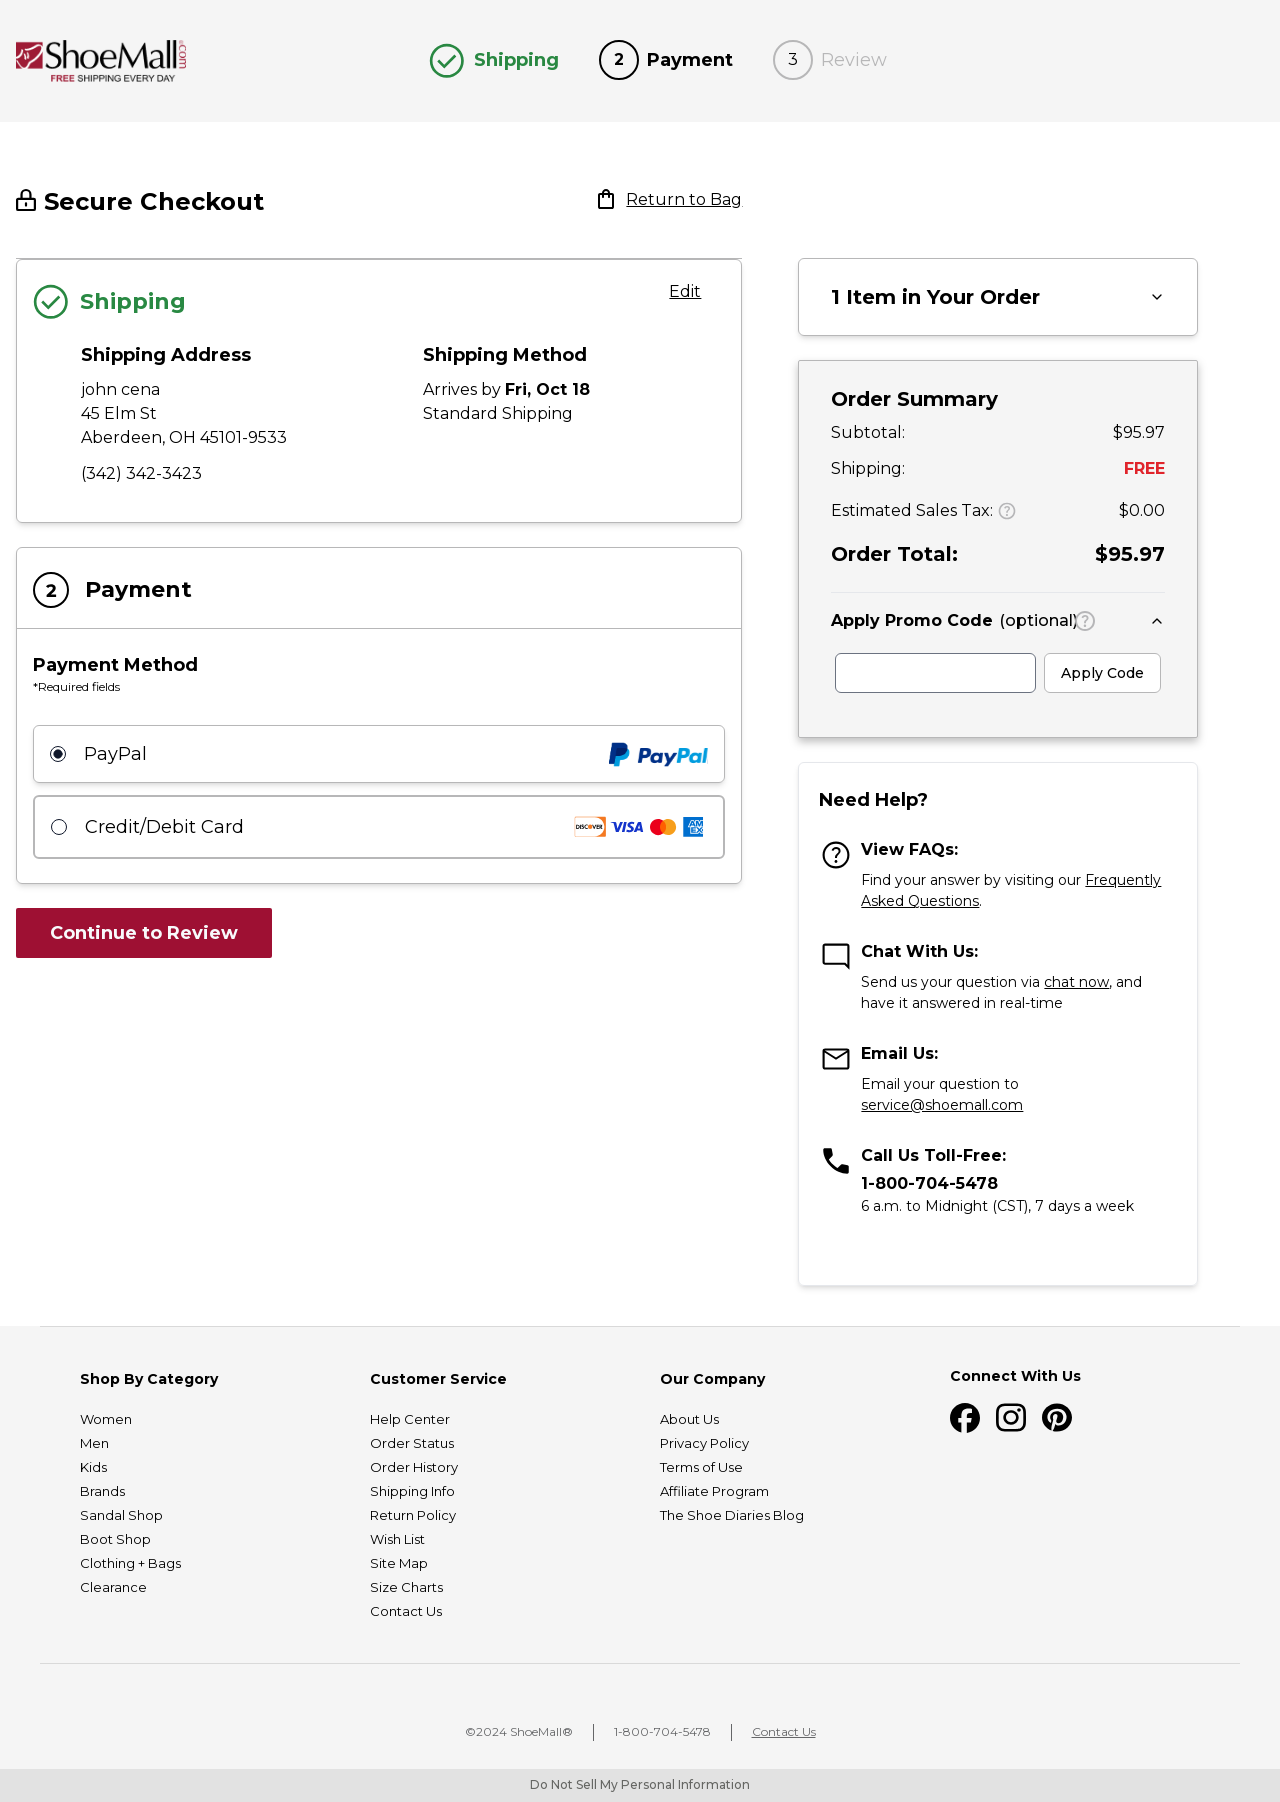 ShoeMall.com
FREE SHIPPING EVERY DAY
Shipping
2 Payment
3 Review
Secure Checkout
Return to Bag
Shipping
Edit
Shipping Address
john cena
45 Elm St
Aberdeen, OH 45101-9533
(342) 342-3423
Shipping Method
Arrives by Fri, Oct 18
Standard Shipping
2 Payment
Payment Method
*Required fields
PayPal
PayPal
Credit/Debit Card
DISCOVER VISA AMEX
Continue to Review
1 Item in Your Order
Order Summary
Subtotal: $95.97
Shipping: FREE
Estimated Sales Tax: ? $0.00
Order Total: $95.97
Apply Promo Code (optional) ?
Apply Code
Need Help?
View FAQs:
Find your answer by visiting our Frequently
Asked Questions.
Chat With Us:
Send us your question via chat now, and
have it answered in real-time
Email Us:
Email your question to
service@shoemall.com
Call Us Toll-Free:
1-800-704-5478
6 a.m. to Midnight (CST), 7 days a week
Shop By Category
Women
Men
Kids
Brands
Sandal Shop
Boot Shop
Clothing + Bags
Clearance
Customer Service
Help Center
Order Status
Order History
Shipping Info
Return Policy
Wish List
Site Map
Size Charts
Contact Us
Our Company
About Us
Privacy Policy
Terms of Use
Affiliate Program
The Shoe Diaries Blog
Connect With Us
©2024 ShoeMall®
1-800-704-5478
Contact Us
Do Not Sell My Personal Information